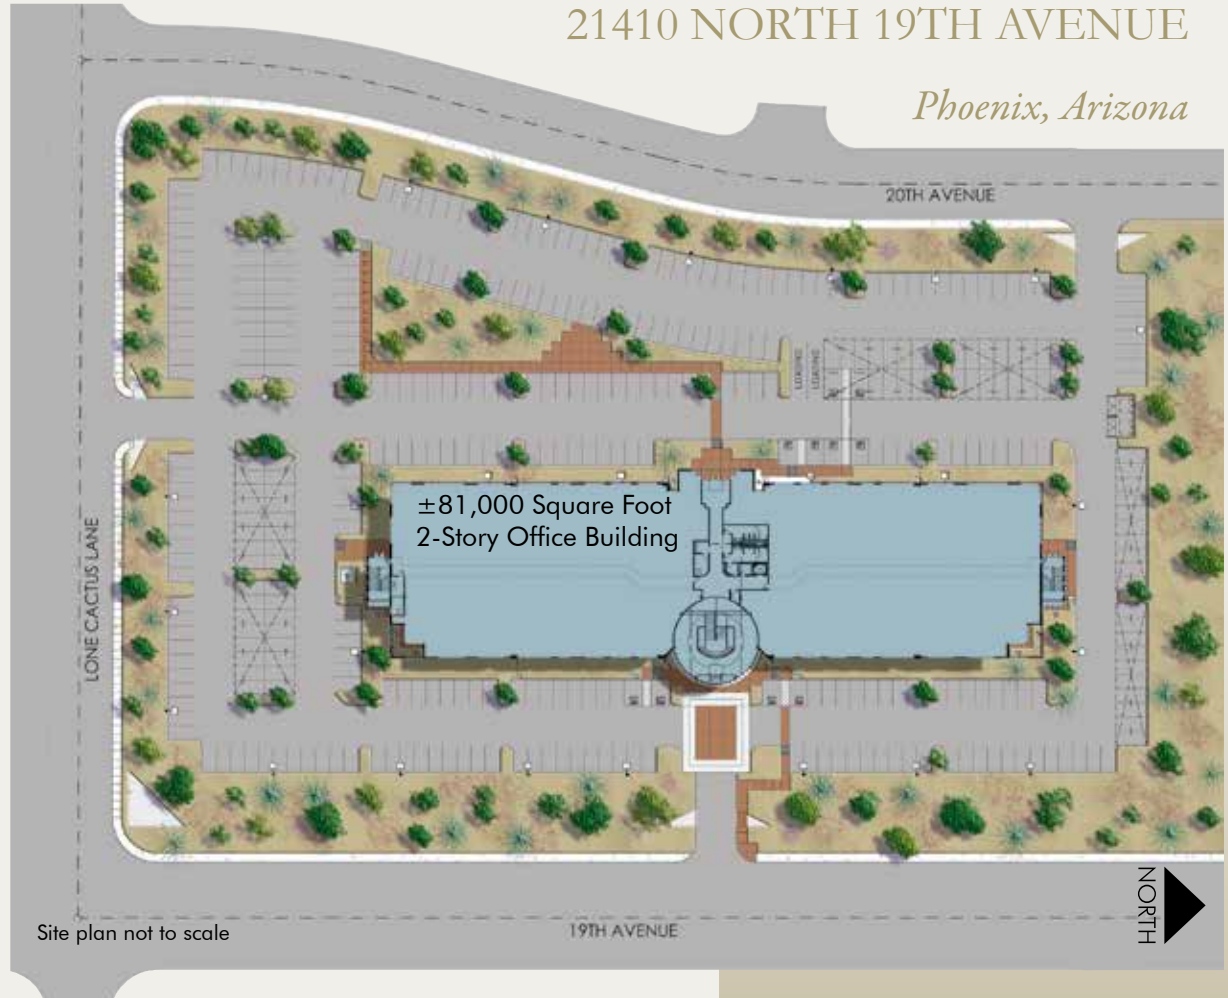 21410 NORTH 19TH AVENUE
Phoenix, Arizona
20TH AVENUE
LOADING
LOADING
±81,000 Square Foot
2-Story Office Building
LONE CACTUS LANE
NORTH
19TH AVENUE
Site plan not to scale